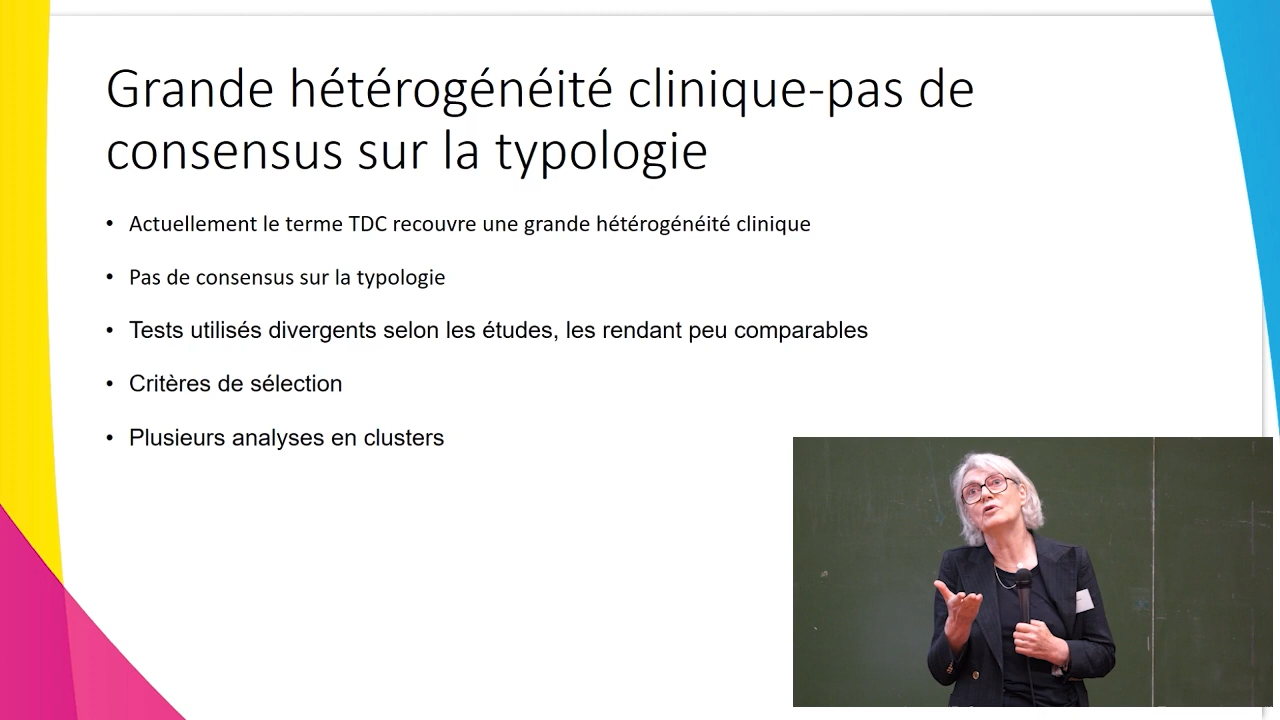 Grande hétérogénéité clinique-pas de
consensus sur la typologie
• Actuellement le terme TDC recouvre une grande hétérogénéité clinique
• Pas de consensus sur la typologie
• Tests utilisés divergents selon les études, les rendant peu comparables
• Critères de sélection
• Plusieurs analyses en clusters